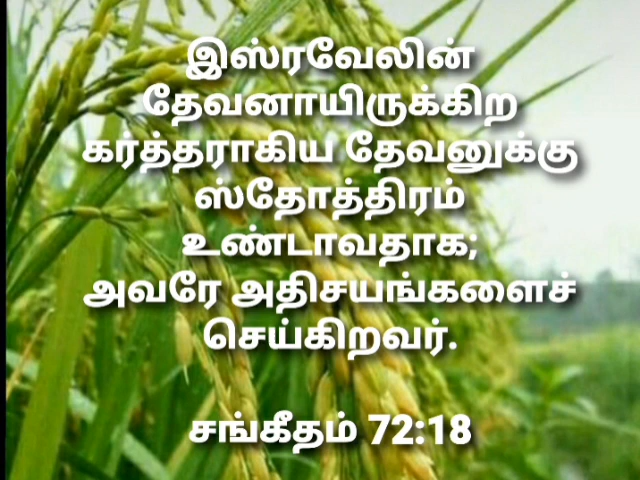 இஸ்ரவேலின்
தேவனாயிருக்கிற
கர்த்தராகிய தேவனுக்கு
ஸ்தோத்திரம்
உண்டாவதாக;
அவரே அதிசயங்களைச்
செய்கிறவர்.
சங்கீதம் 72:18